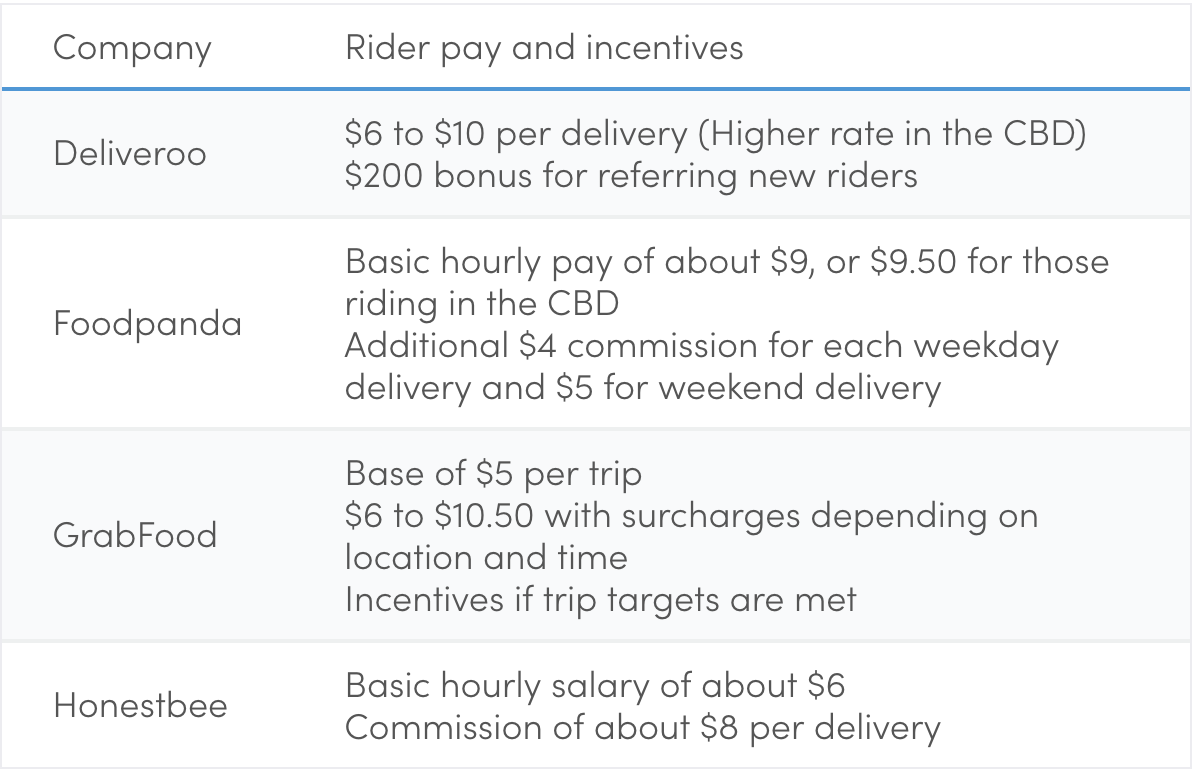 Company
Rider pay and incentives
Deliveroo
$6 to $10 per delivery (Higher rate in the CBD)
$200 bonus for referring new riders
Foodpanda
Basic hourly pay of about $9, or $9.50 for those
riding in the CBD
Additional $4 commission for each weekday
delivery and $5 for weekend delivery
GrabFood
Base of $5 per trip
$6 to $10.50 with surcharges depending on
location and time
Incentives if trip targets are met
Honestbee
Basic hourly salary of about $6
Commission of about $8 per delivery